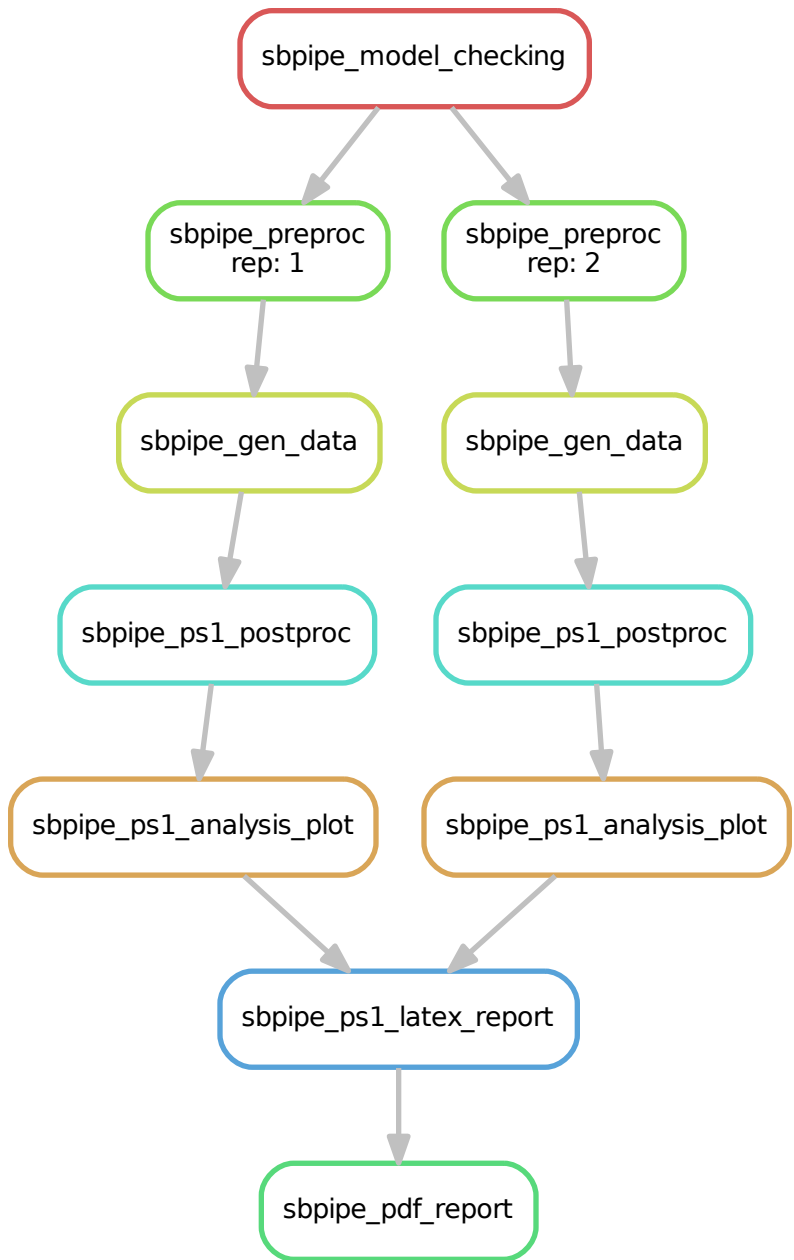 sbpipe_model_checking
sbpipe_preproc
rep: 1
sbpipe_preproc
rep: 2
sbpipe_gen_data
sbpipe_gen_data
sbpipe_ps1_postproc
sbpipe_ps1_postproc
sbpipe_ps1_analysis_plot
sbpipe_ps1_analysis_plot
sbpipe_ps1_latex_report
sbpipe_pdf_report